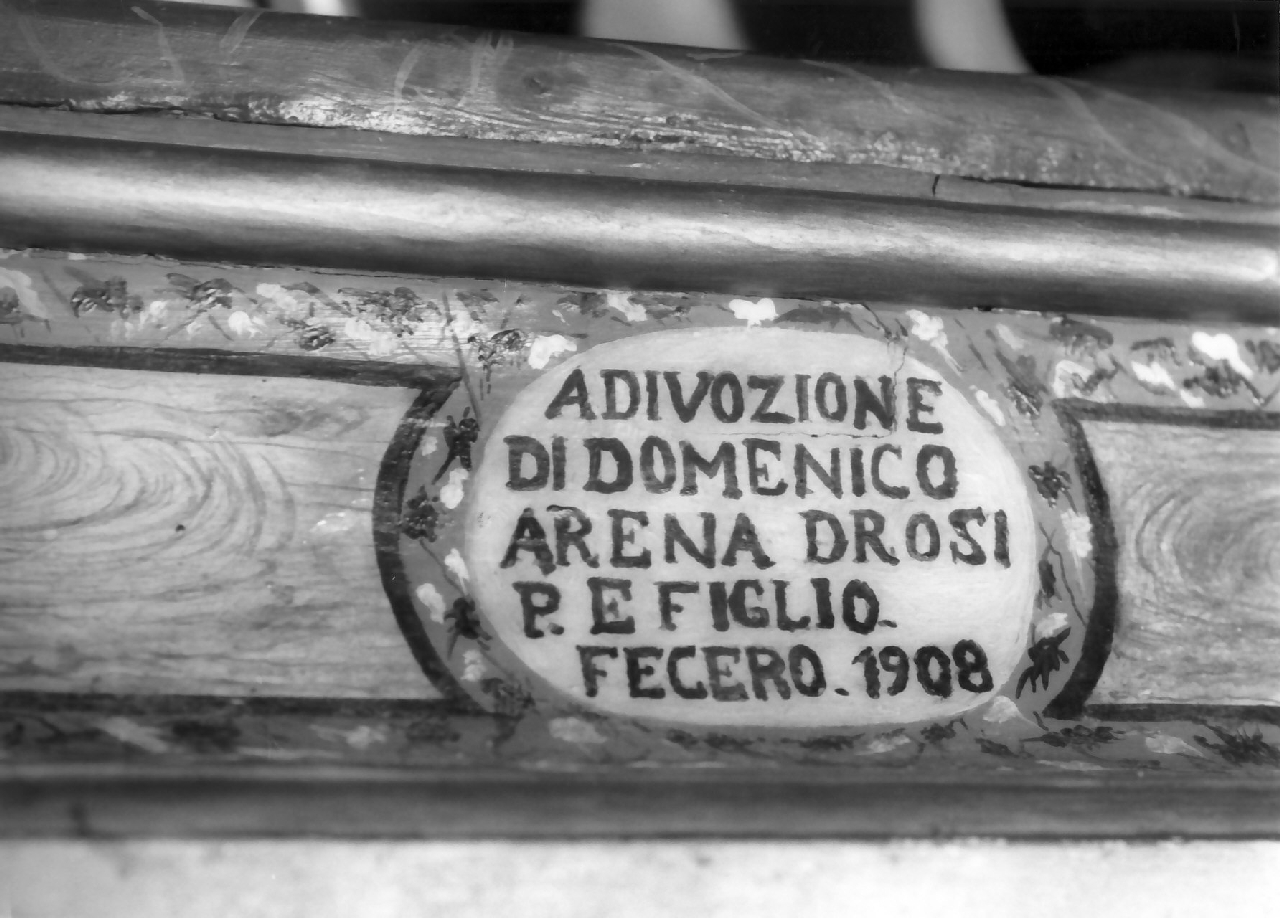 ADIVOZIONE
DI DOMENICO
ARENA DROSI
P. E FIGLIO.
FECERO. 1908